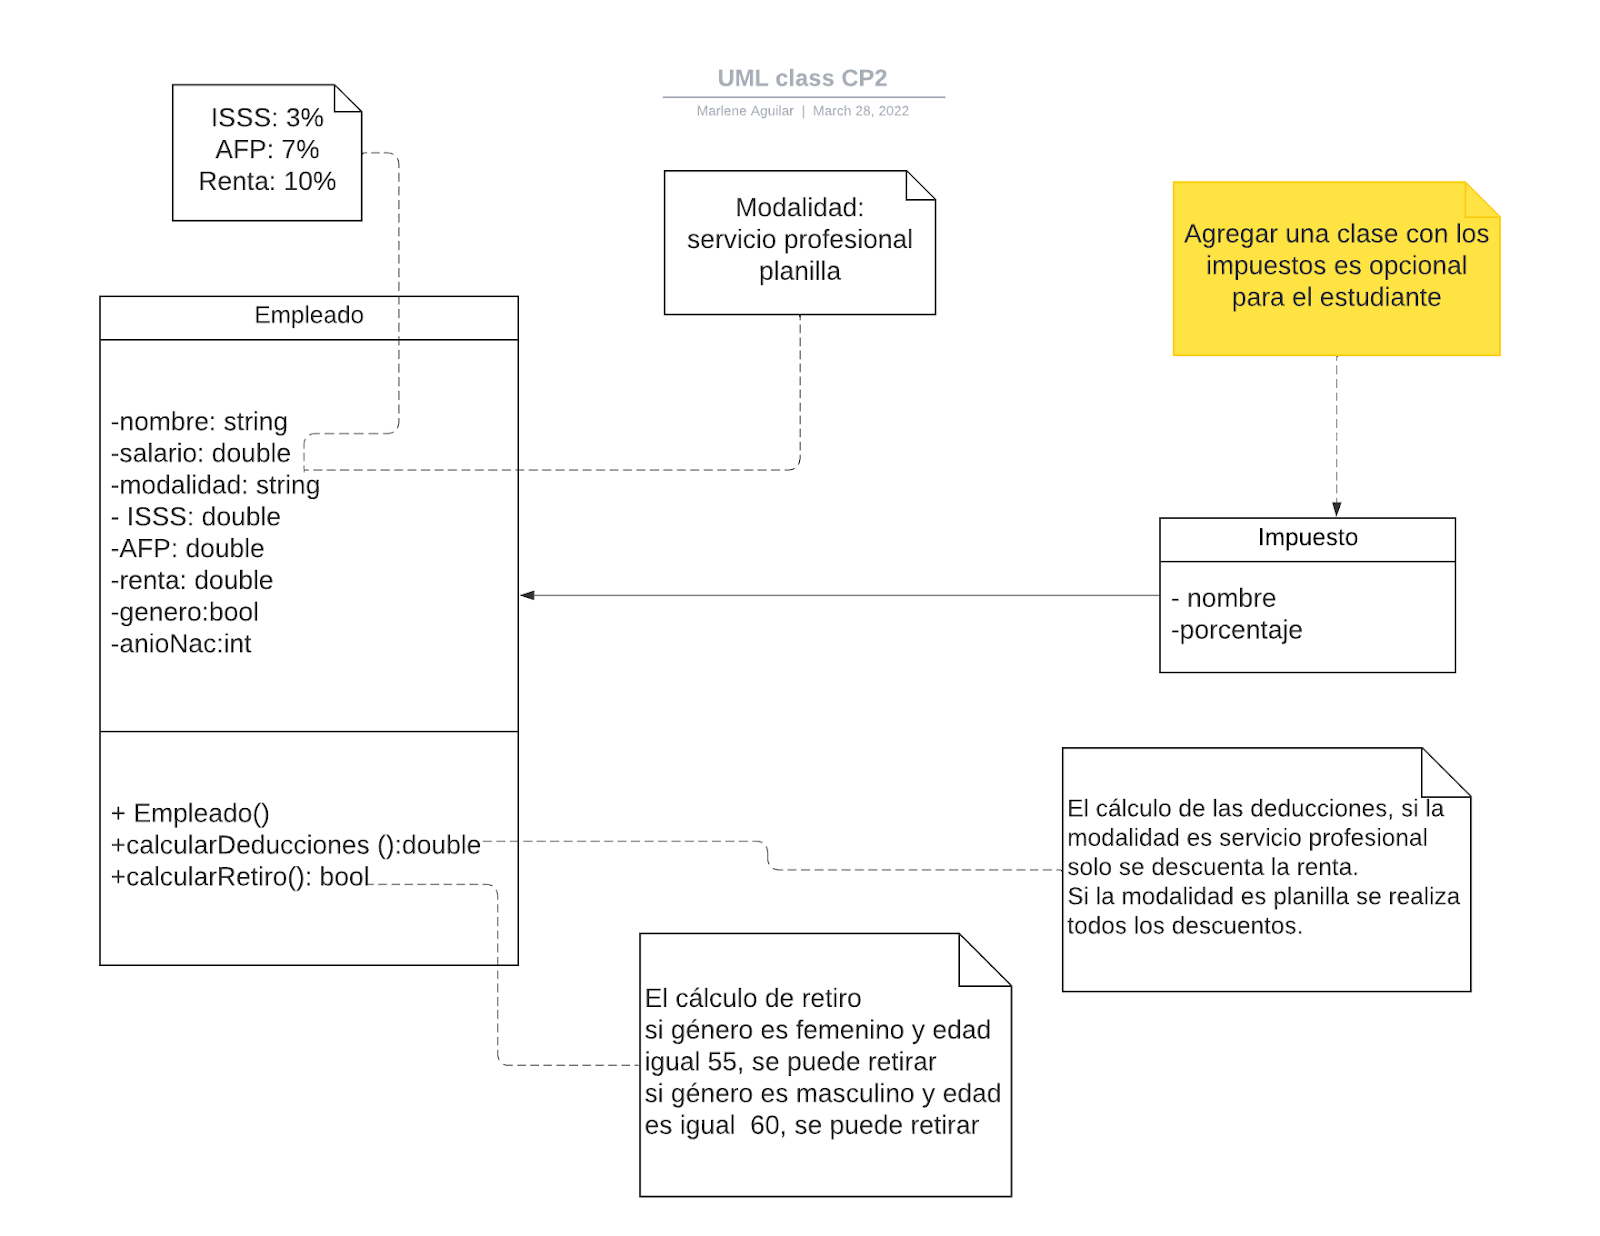 UML class CP2
Marlene Aguilar | March 28, 2022
ISSS: 3%
AFP: 7%
Renta: 10%
Modalidad:
servicio profesional
planilla
Agregar una clase con los
impuestos es opcional
para el estudiante
Empleado
-nombre: string
-salario: double
-modalidad: string
- ISSS: double
-AFP: double
-renta: double
-genero:bool
-anioNac:int
+ Empleado()
+calcularDeducciones ():double
+calcularRetiro(): bool
Impuesto
- nombre
-porcentaje
El cálculo de las deducciones, si la
modalidad es servicio profesional
solo se descuenta la renta.
Si la modalidad es planilla se realiza
todos los descuentos.
El cálculo de retiro
si género es femenino y edad
igual 55, se puede retirar
si género es masculino y edad
es igual  60, se puede retirar